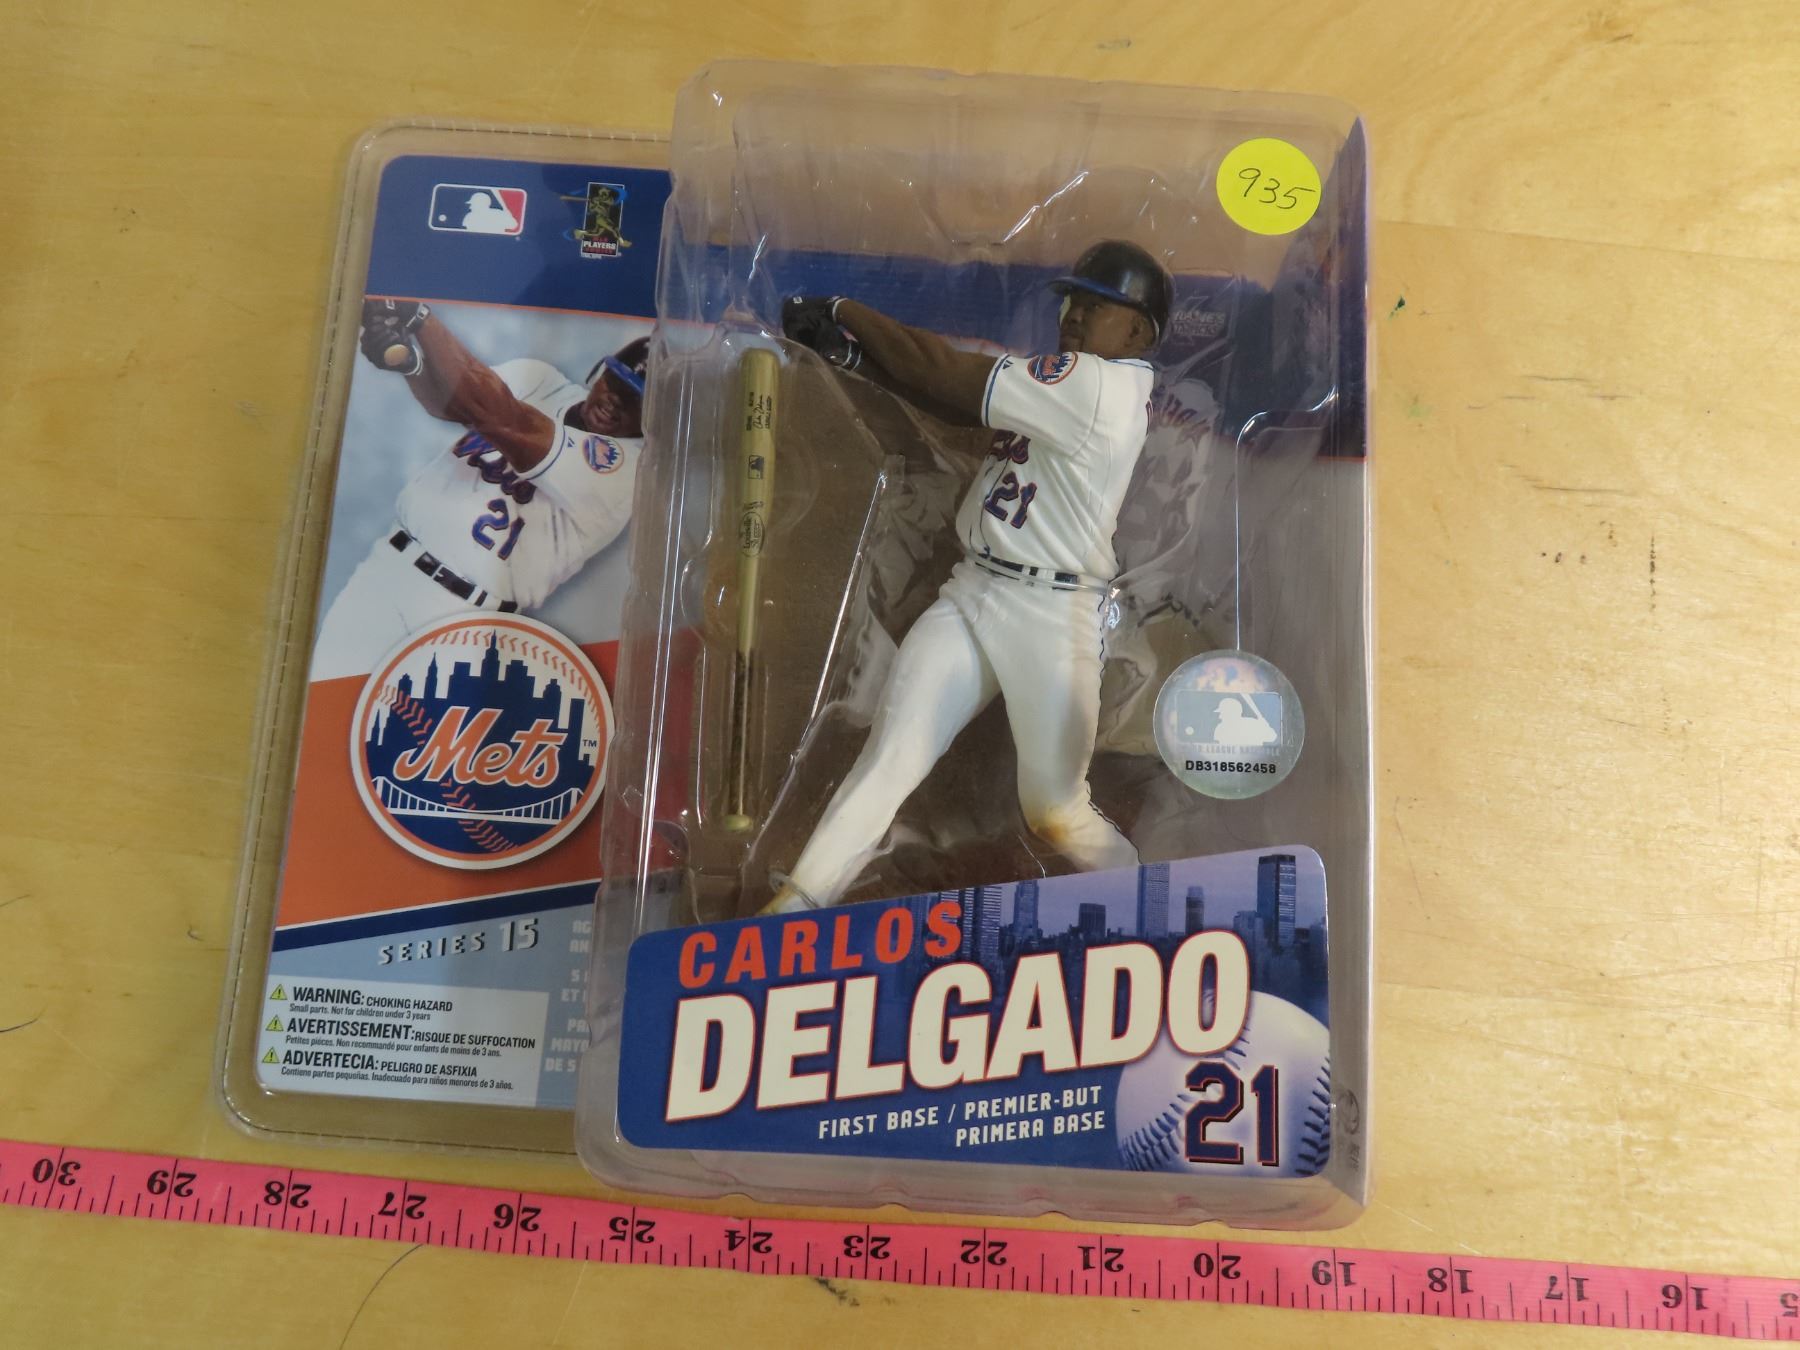 935
PLAYERS
Mets
21
Mets
TM
21
Louisville
DB318562458
SERIES 15
WARNING: CHOKING HAZARD
Small parts. Not for children under 3 years
AVERTISSEMENT: RISQUE DE SUFFOCATION
Petites pièces. Non recommandé pour enfants de moins de 3 ans.
ADVERTECIA: PELIGRO DE ASFIXIA
Contiene partes pequeñas. Inadecuado para niños menores de 3 años.
CARLOS
DELGADO
21
FIRST BASE / PREMIER-BUT
PRIMERA BASE
30 29 28 27 26 25 24 23 22 21 20 19 18 17 16